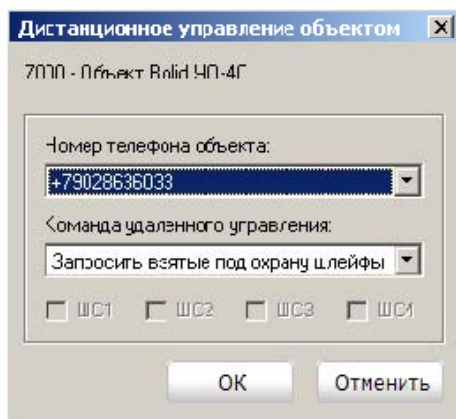 Дистанционное управление объектом
7000 - Объект Bolid УО-4С
Номер телефона объекта:
+79028636033
Команда удаленного управления:
Запросить взятые под охрану шлейфы
ШС1 ШС2 ШС3 ШС4
ОК Отменить